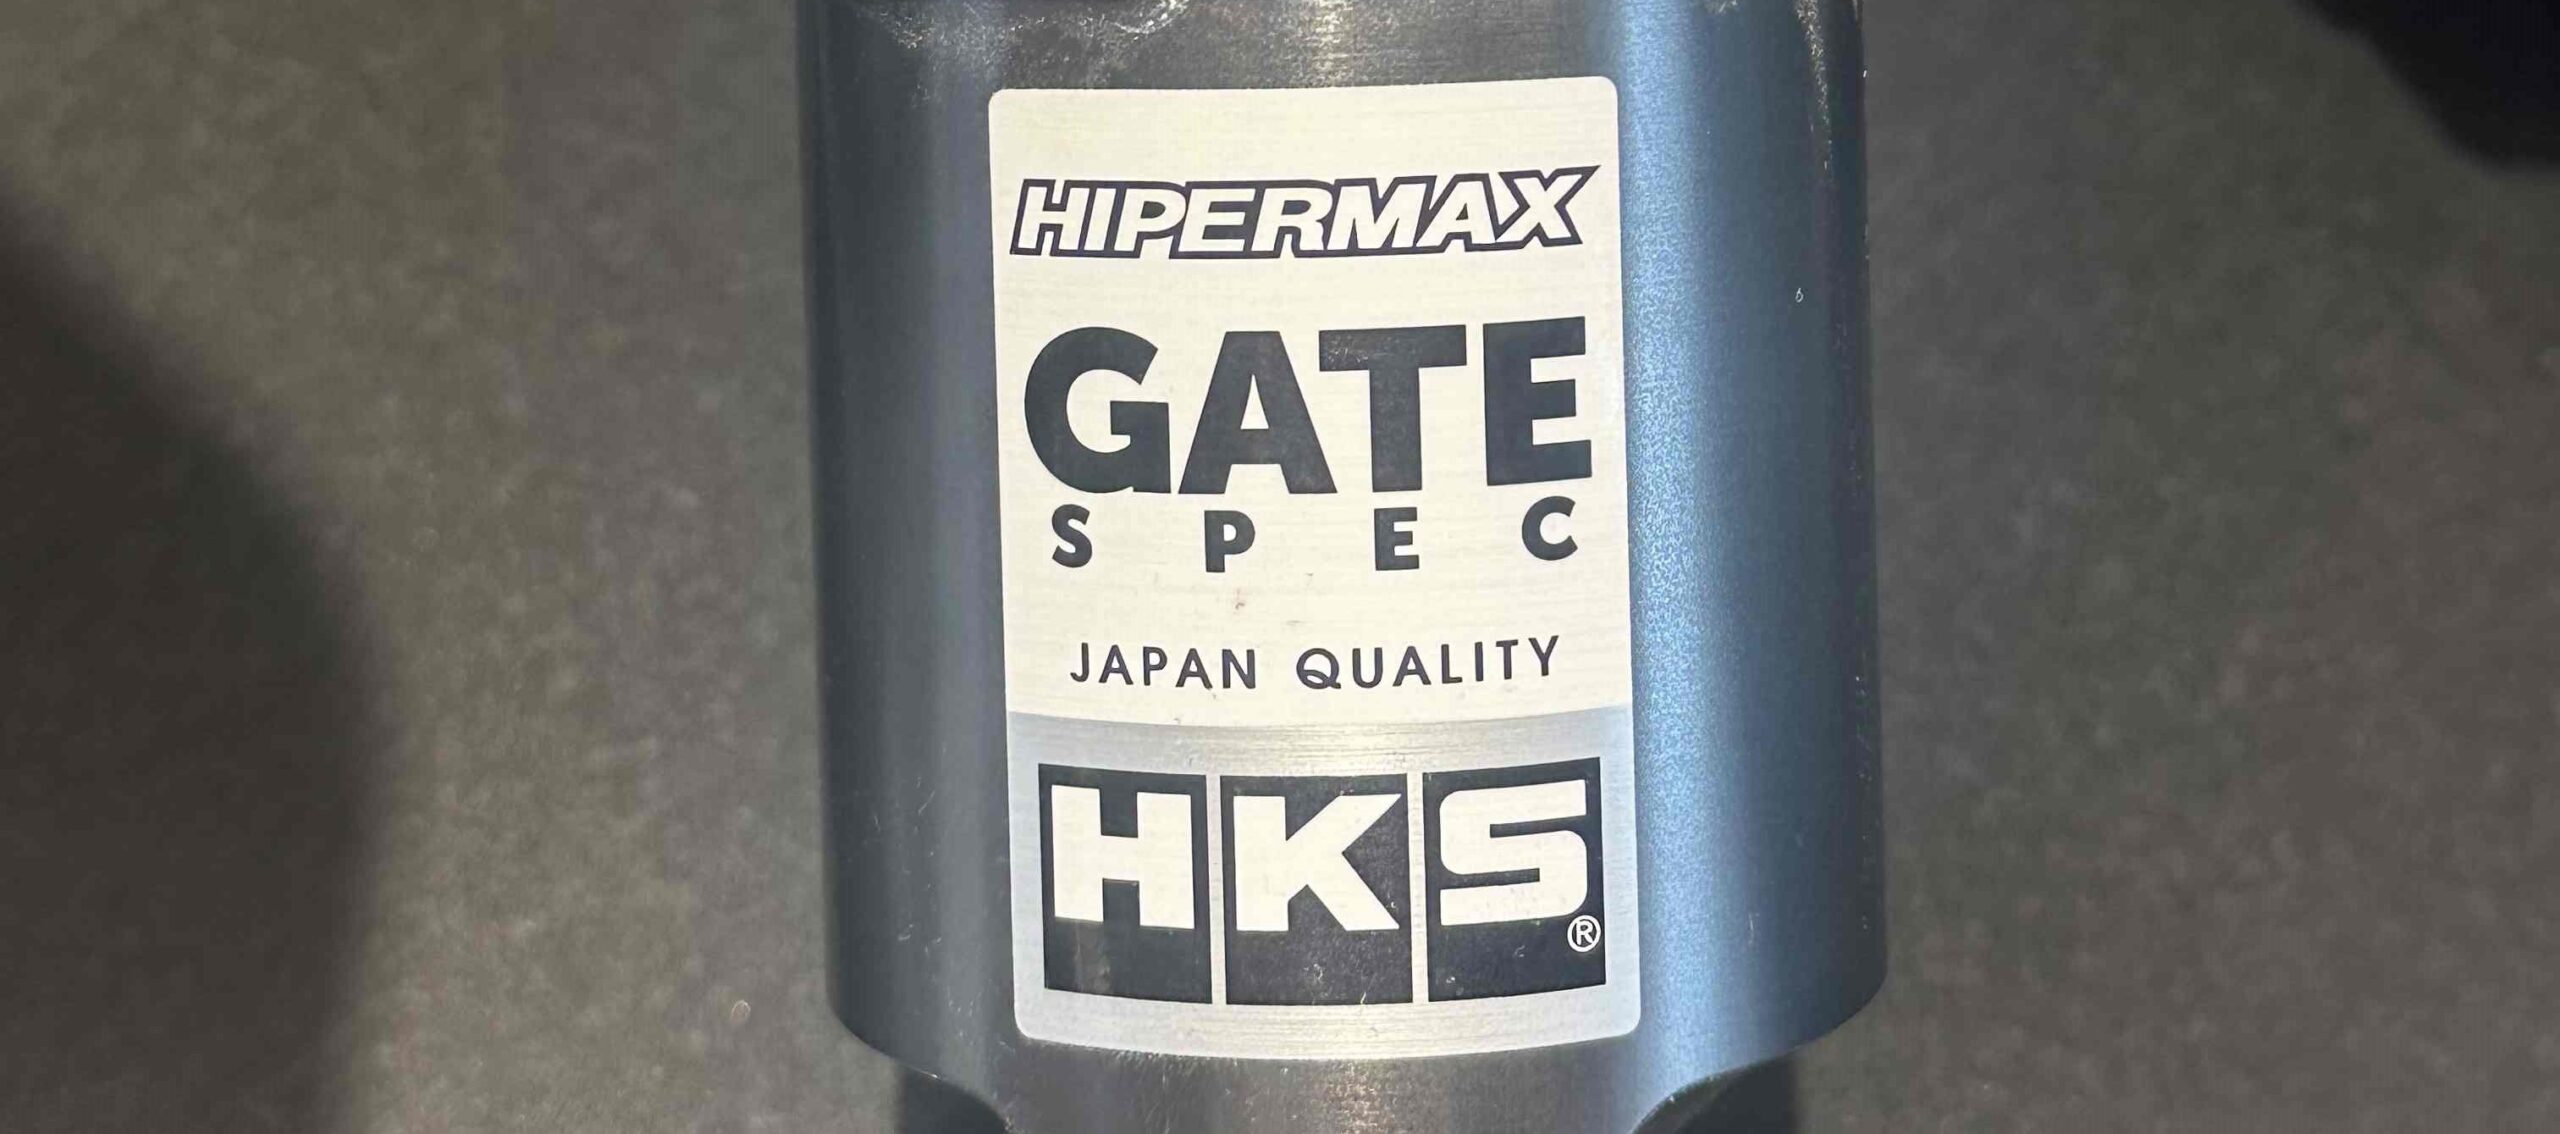 HIPERMAX
GATE
SPEC
JAPAN QUALITY
HKS®